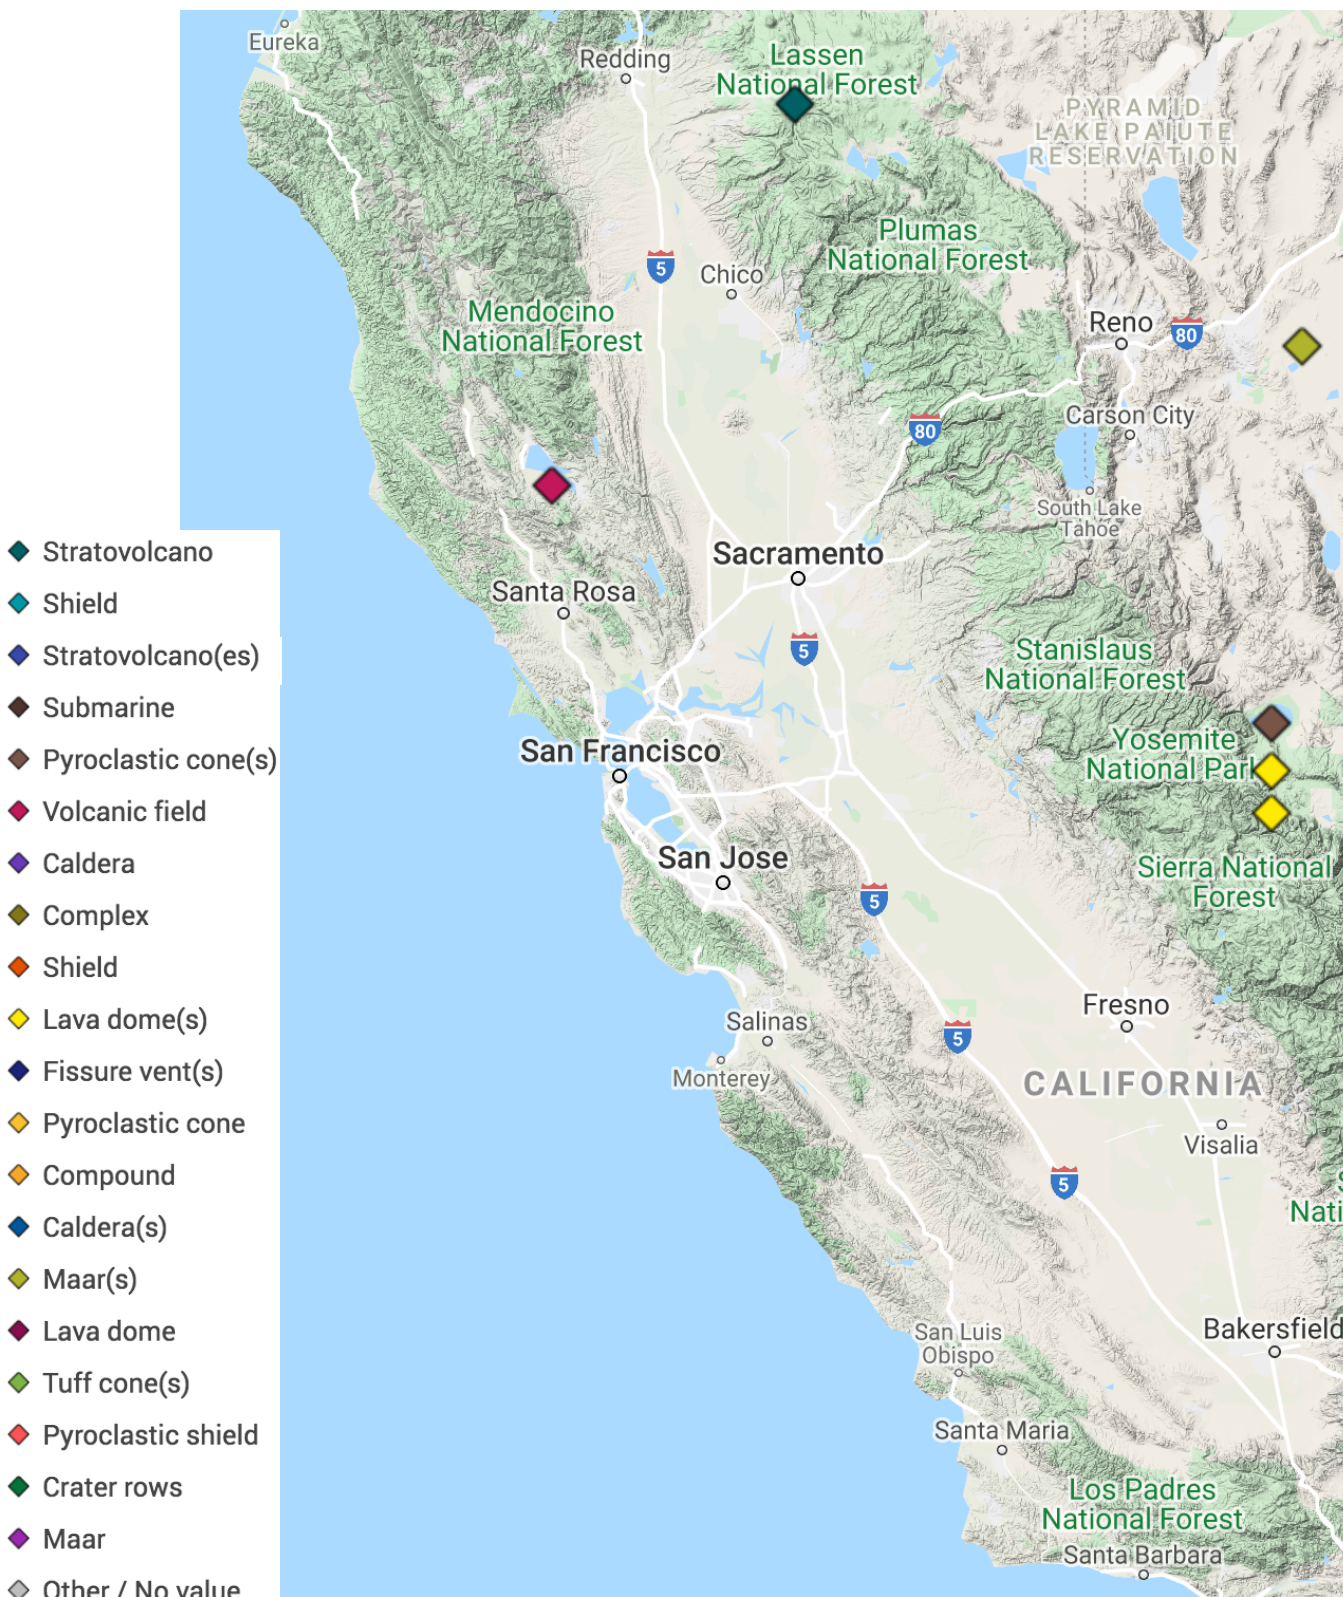 Eureka
Redding
Lassen
National Forest
PYRAMID
LAKE PAIUTE
RESERVATION
Plumas
National Forest
5
Chico
Mendocino
National Forest
Reno
80
80
Carson City
South Lake
Tahoe
Sacramento
Santa Rosa
5
Stanislaus
National Forest
San Francisco
Yosemite
National Park
San Jose
Sierra National
Forest
5
Fresno
Salinas
5
Monterey
CALIFORNIA
Visalia
5
S
Nati
Bakersfield
San Luis
Obispo
Santa Maria
Los Padres
National Forest
Santa Barbara
Stratovolcano
Shield
Stratovolcano(es)
Submarine
Pyroclastic cone(s)
Volcanic field
Caldera
Complex
Shield
Lava dome(s)
Fissure vent(s)
Pyroclastic cone
Compound
Caldera(s)
Maar(s)
Lava dome
Tuff cone(s)
Pyroclastic shield
Crater rows
Maar
Other / No value